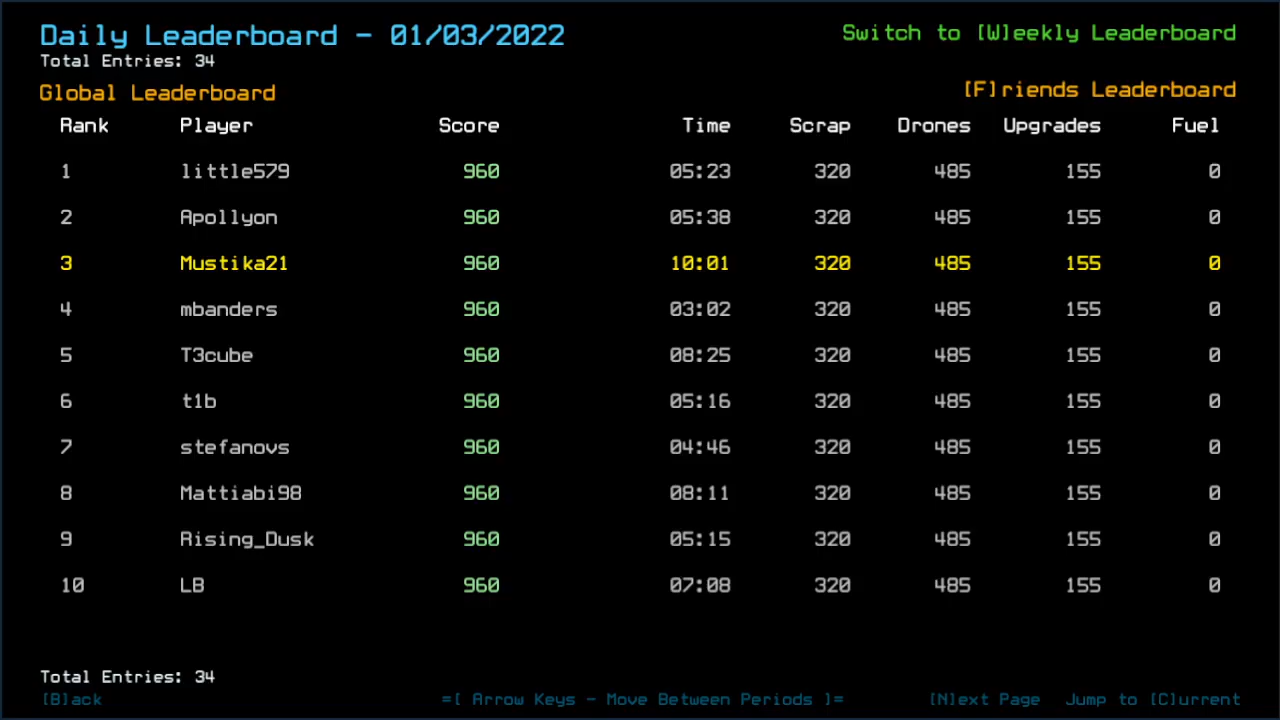 Daily Leaderboard - 01/03/2022 Switch to [W]eekly Leaderboard
Total Entries: 34
Global Leaderboard [F]riends Leaderboard
Rank Player Score Time Scrap Drones Upgrades Fuel
1 little579 960 05:23 320 485 155 0
2 Apollyon 960 05:38 320 485 155 0
3 Mustika21 960 10:01 320 485 155 0
4 mbanders 960 03:02 320 485 155 0
5 T3cube 960 08:25 320 485 155 0
6 t1b 960 05:16 320 485 155 0
7 stefanovs 960 04:46 320 485 155 0
8 Mattiabi98 960 08:11 320 485 155 0
9 Rising_Dusk 960 05:15 320 485 155 0
10 LB 960 07:08 320 485 155 0
Total Entries: 34
[B]ack =[ Arrow Keys - Move Between Periods ]= [N]ext Page Jump to [C]urrent